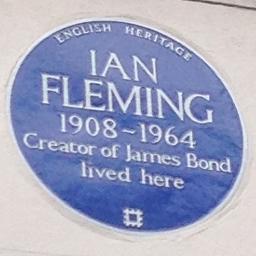 ENGLISH HERITAGE
IAN
FLEMING
1908-1964
Creator of James Bond
lived here